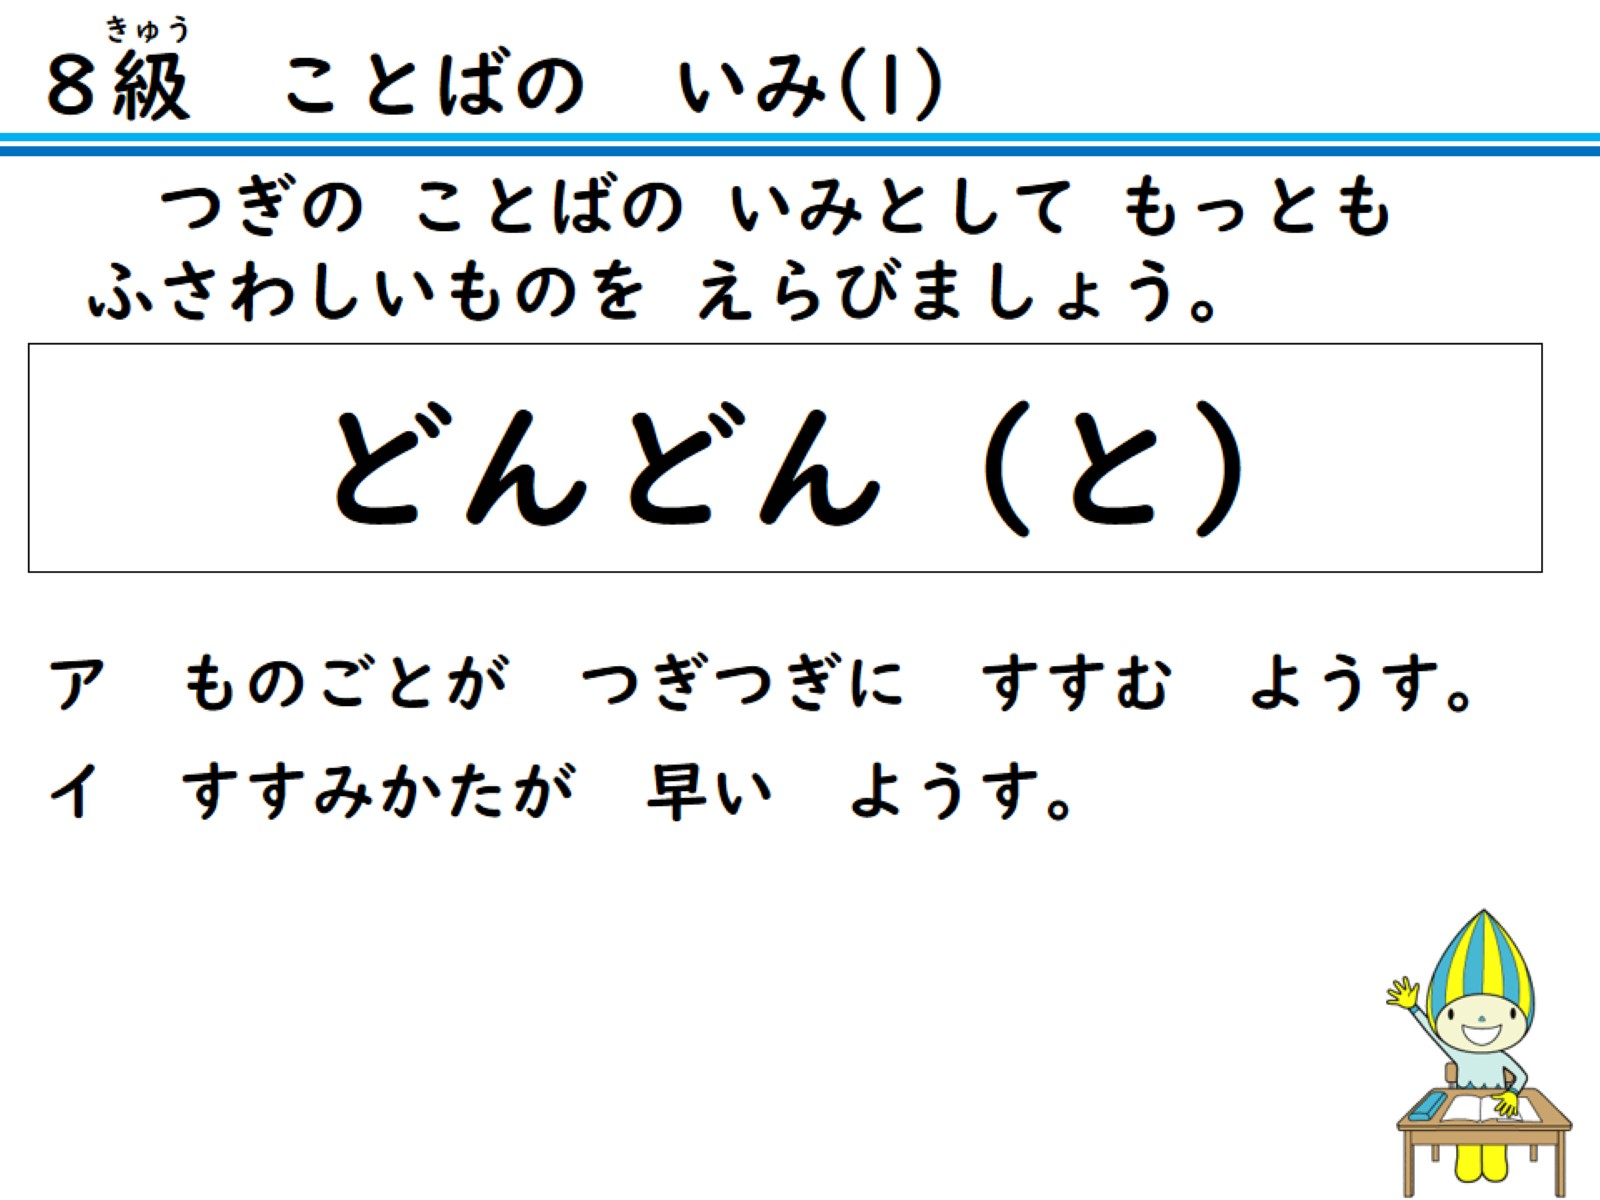 きゅう
8級　ことばの　いみ(1)
つぎの ことばの いみとして もっとも
ふさわしいものを えらびましょう。
どんどん（と）
ア　ものごとが　つぎつぎに　すすむ　ようす。
イ　すすみかたが　早い　ようす。